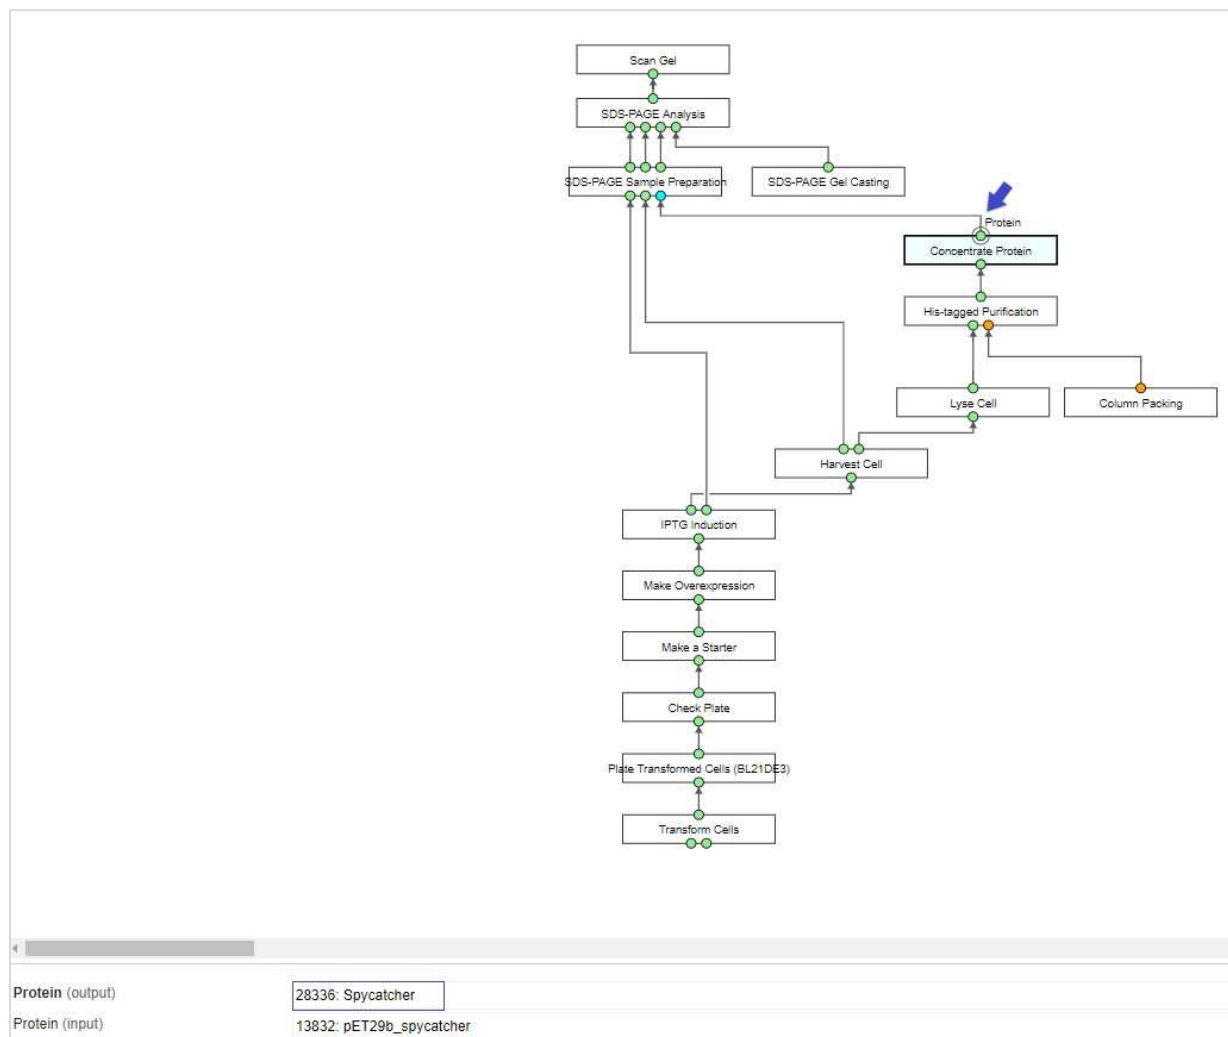 Scan Gel
SDS-PAGE Analysis
SDS-PAGE Sample Preparation
SDS-PAGE Gel Casting
Protein
Concentrate Protein
His-tagged Purification
Lyse Cell
Column Packing
Harvest Cell
IPTG Induction
Make Overexpression
Make a Starter
Check Plate
Plate Transformed Cells (BL21DE3)
Transform Cells
Protein (output)
28336: Spycatcher
Protein (input)
13832: pET29b_spycatcher